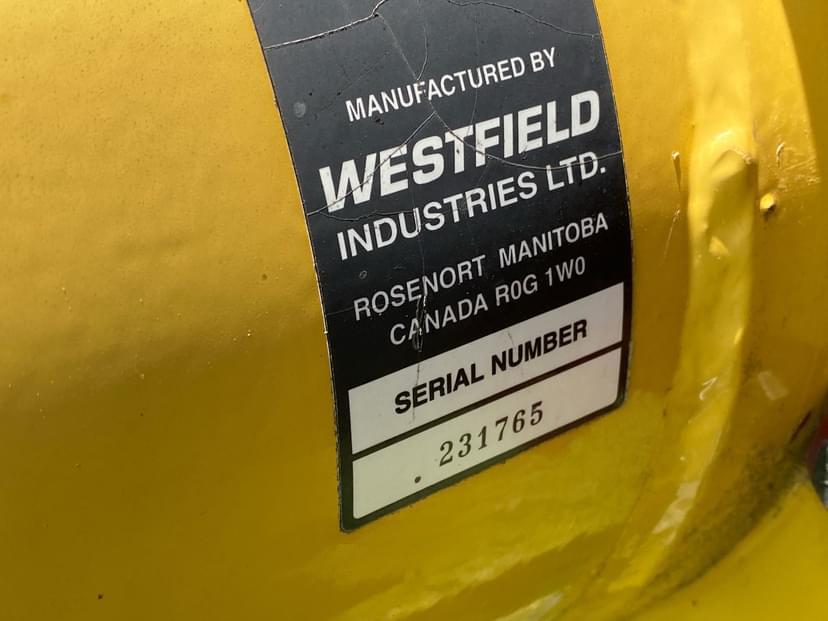 MANUFACTURED BY
WESTFIELD
INDUSTRIES LTD.
ROSENORT MANITOBA
CANADA R0G 1W0
SERIAL NUMBER
231765